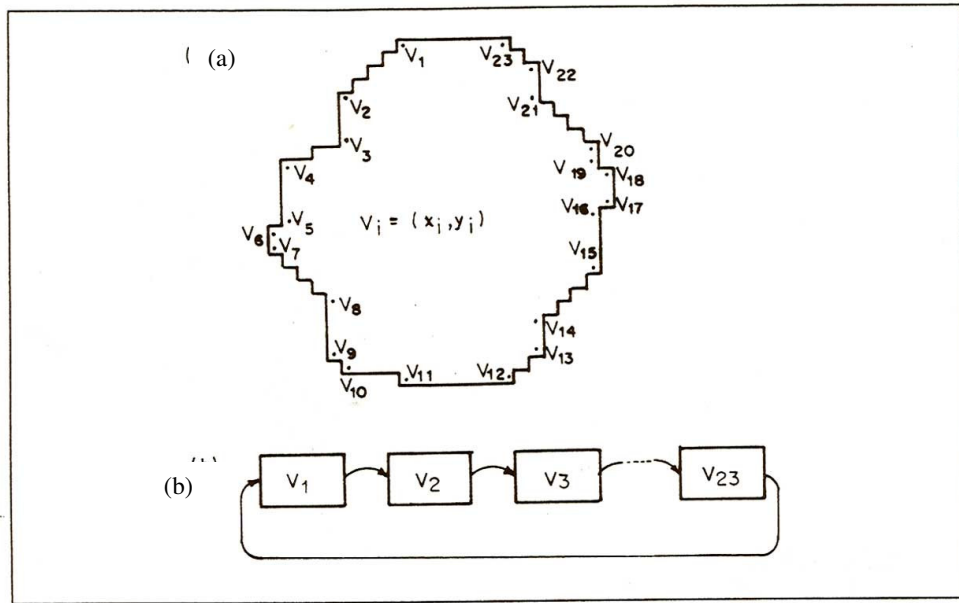 (a)
V1 V23
V22
V2 V21
V3 V20
V19
V4 V18
V5 Vi = (xi, yi) V16 V17
V6
V7 V15
V8
V14
V9 V13
V11 V12
V10
(b)
V1 V2 V3 V23